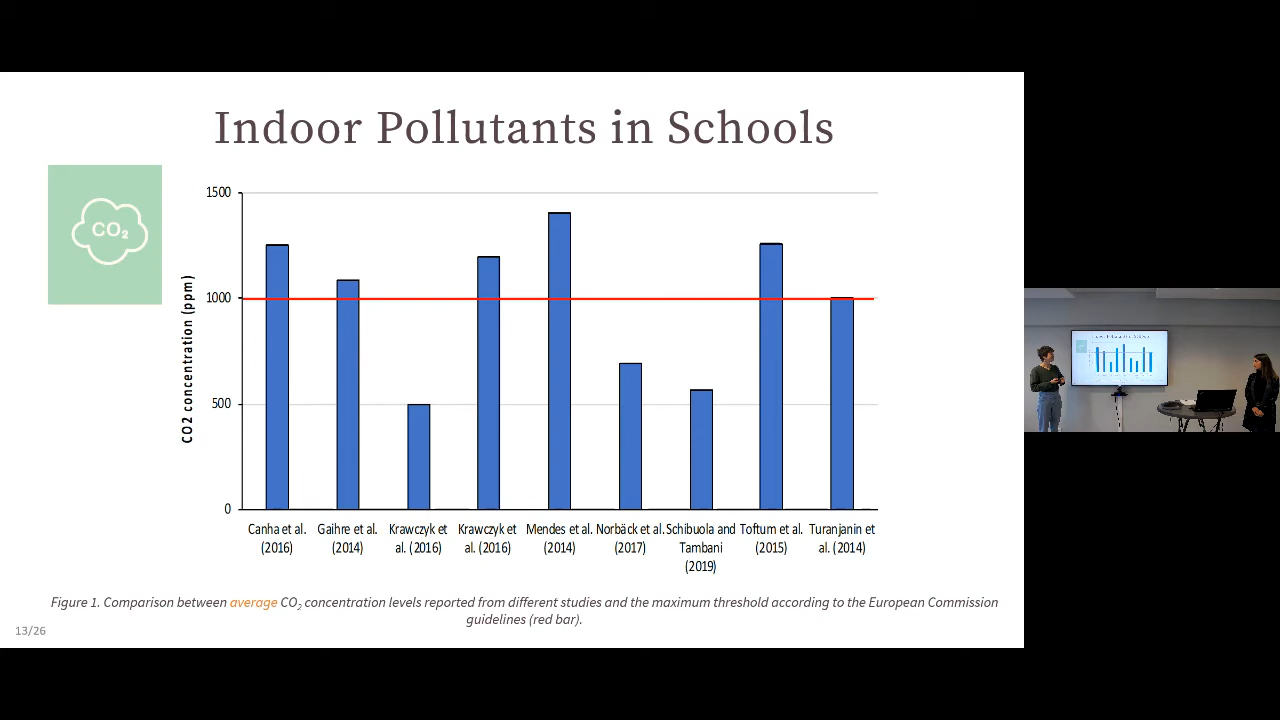 Indoor Pollutants in Schools
CO₂
CO2 concentration (ppm)
1500
1000
500
0
Canha et al. (2016)
Gaihre et al. (2014)
Krawczyk et al. (2016)
Krawczyk et al. (2016)
Mendes et al. (2014)
Norbäck et al. (2017)
Schibuola and Tambani (2019)
Toftum et al. (2015)
Turanjanin et al. (2014)
Figure 1. Comparison between average CO₂ concentration levels reported from different studies and the maximum threshold according to the European Commission
guidelines (red bar).
13/26